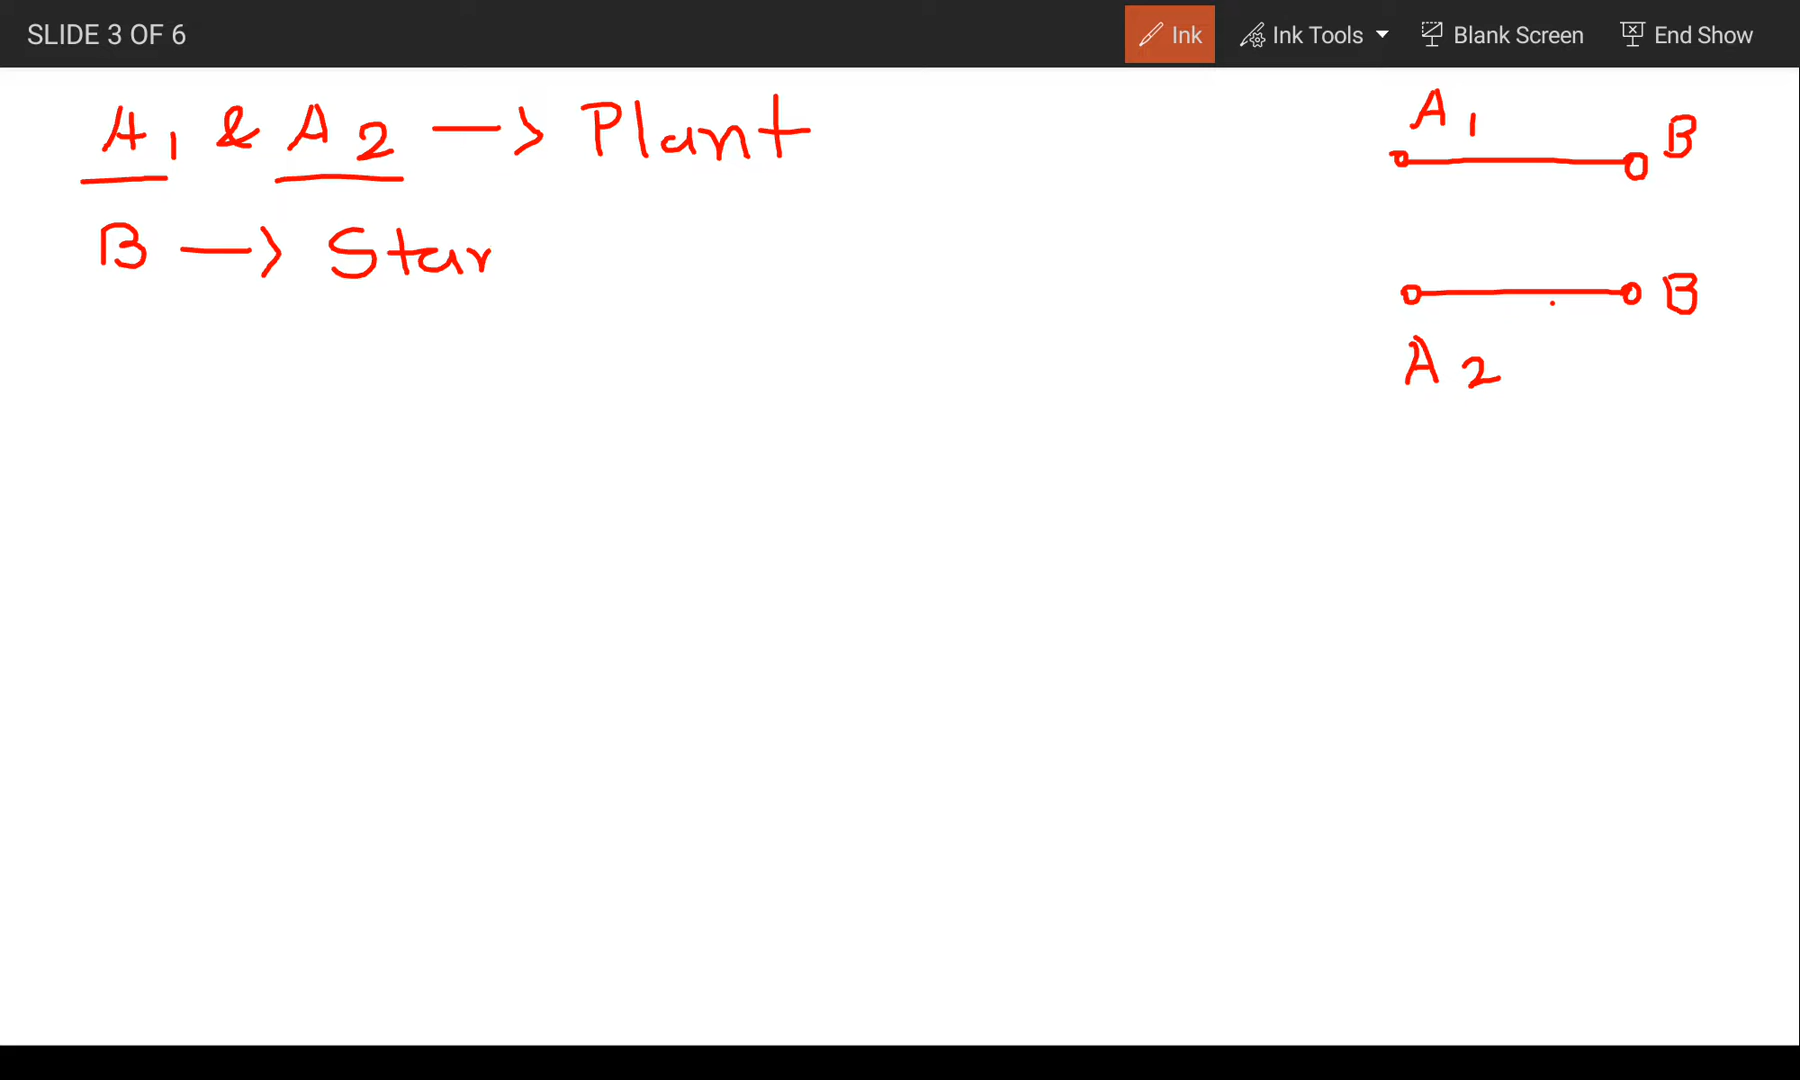 SLIDE 3 OF 6 Ink Ink Tools Blank Screen End Show
A1 & A2 → Plant
B → Star
A1 B
B
A2